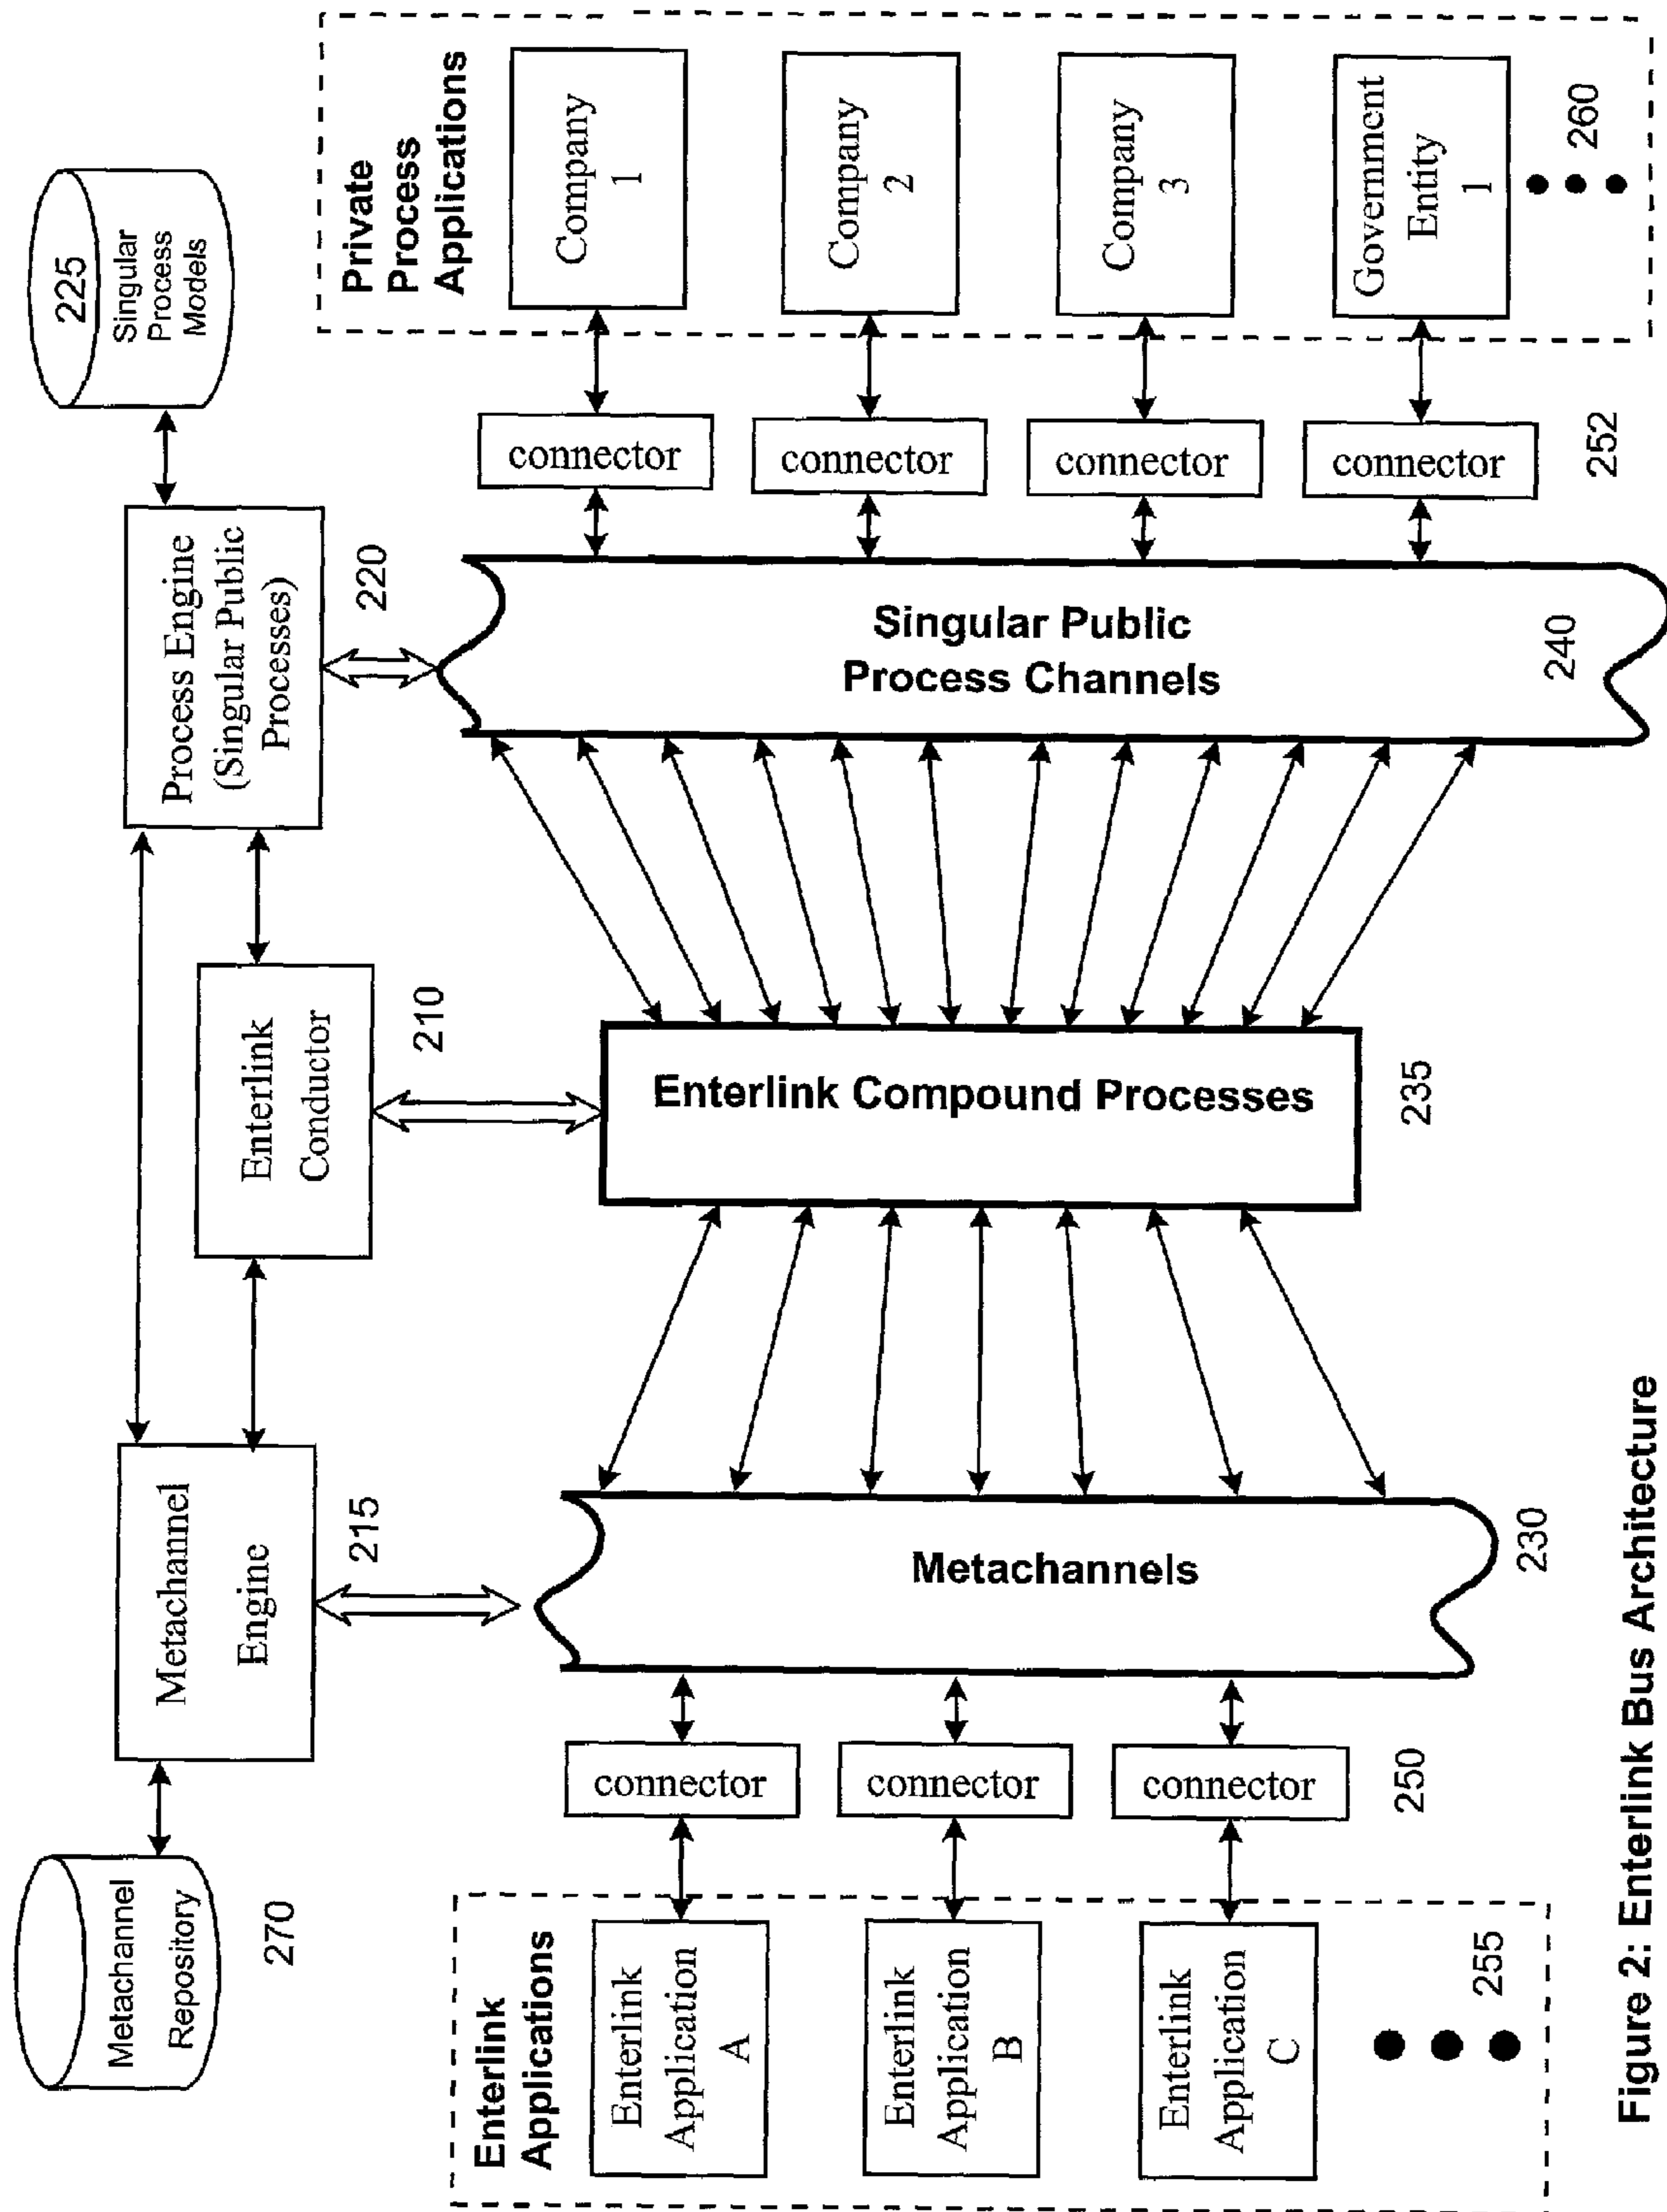 Metachannel
Repository
270
Metachannel
Engine
215
Enterlink
Conductor
210
Process Engine
(Singular Public
Processes)
220
225
Singular
Process
Models
Enterlink
Applications
Enterlink
Application
A
Enterlink
Application
B
Enterlink
Application
C
255
connector
connector
connector
250
Metachannels
230
Enterlink Compound Processes
235
Singular Public
Process Channels
240
connector
connector
connector
connector
252
Private
Process
Applications
Company
1
Company
2
Company
3
Government
Entity
1
260
Figure 2: Enterlink Bus Architecture